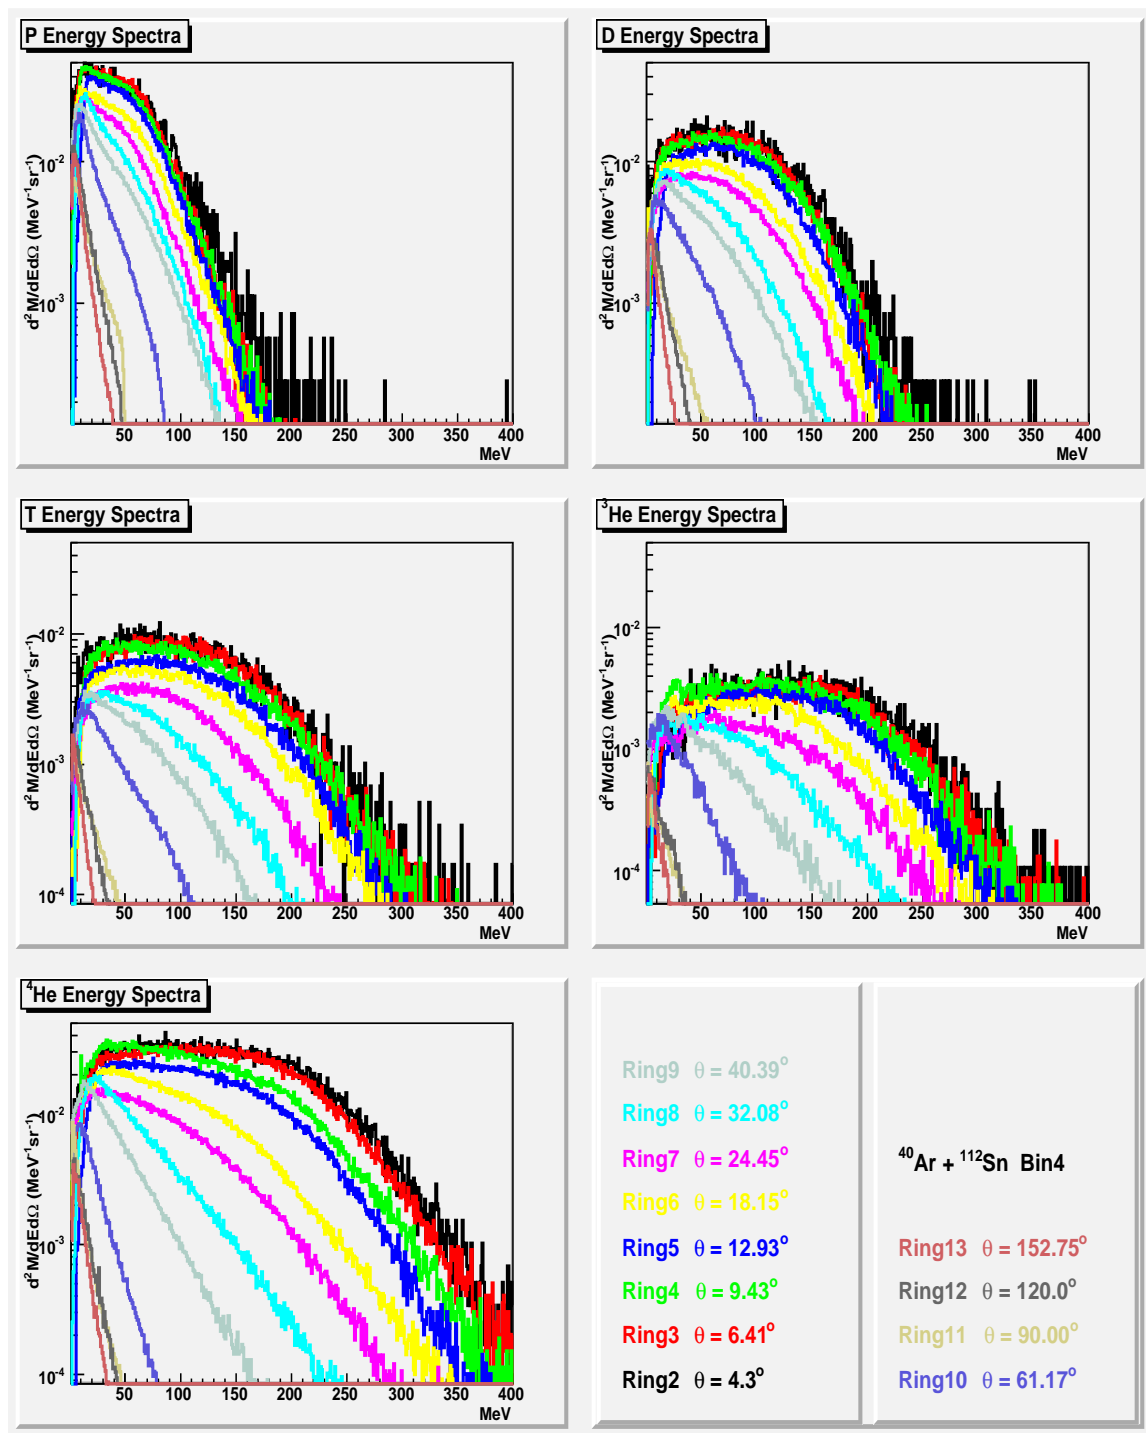 P Energy Spectra
d²M/dEdΩ (MeV⁻¹sr⁻¹)
10⁻²
10⁻³
50 100 150 200 250 300 350 400
MeV
D Energy Spectra
d²M/dEdΩ (MeV⁻¹sr⁻¹)
10⁻²
10⁻³
50 100 150 200 250 300 350 400
MeV
T Energy Spectra
d²M/dEdΩ (MeV⁻¹sr⁻¹)
10⁻²
10⁻³
10⁻⁴
50 100 150 200 250 300 350 400
MeV
³He Energy Spectra
d²M/dEdΩ (MeV⁻¹sr⁻¹)
10⁻²
10⁻³
10⁻⁴
50 100 150 200 250 300 350 400
MeV
⁴He Energy Spectra
d²M/dEdΩ (MeV⁻¹sr⁻¹)
10⁻²
10⁻³
10⁻⁴
50 100 150 200 250 300 350 400
MeV
Ring9 θ = 40.39°
Ring8 θ = 32.08°
Ring7 θ = 24.45°
Ring6 θ = 18.15°
Ring5 θ = 12.93°
Ring4 θ = 9.43°
Ring3 θ = 6.41°
Ring2 θ = 4.3°
⁴⁰Ar + ¹¹²Sn Bin4
Ring13 θ = 152.75°
Ring12 θ = 120.0°
Ring11 θ = 90.00°
Ring10 θ = 61.17°